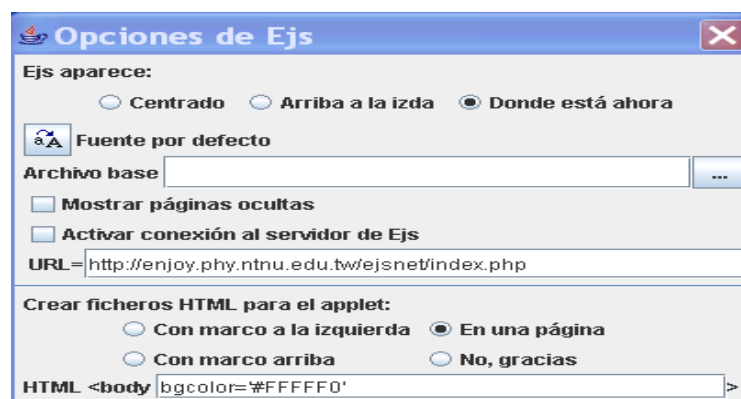 Opciones de Ejs
Ejs aparece:
Centrado Arriba a la izda Donde está ahora
Fuente por defecto
Archivo base ...
Mostrar páginas ocultas
Activar conexión al servidor de Ejs
URL= http://enjoy.phy.ntnu.edu.tw/ejsnet/index.php
Crear ficheros HTML para el applet:
Con marco a la izquierda En una página
Con marco arriba No, gracias
HTML <body bgcolor='#FFFFF0' >